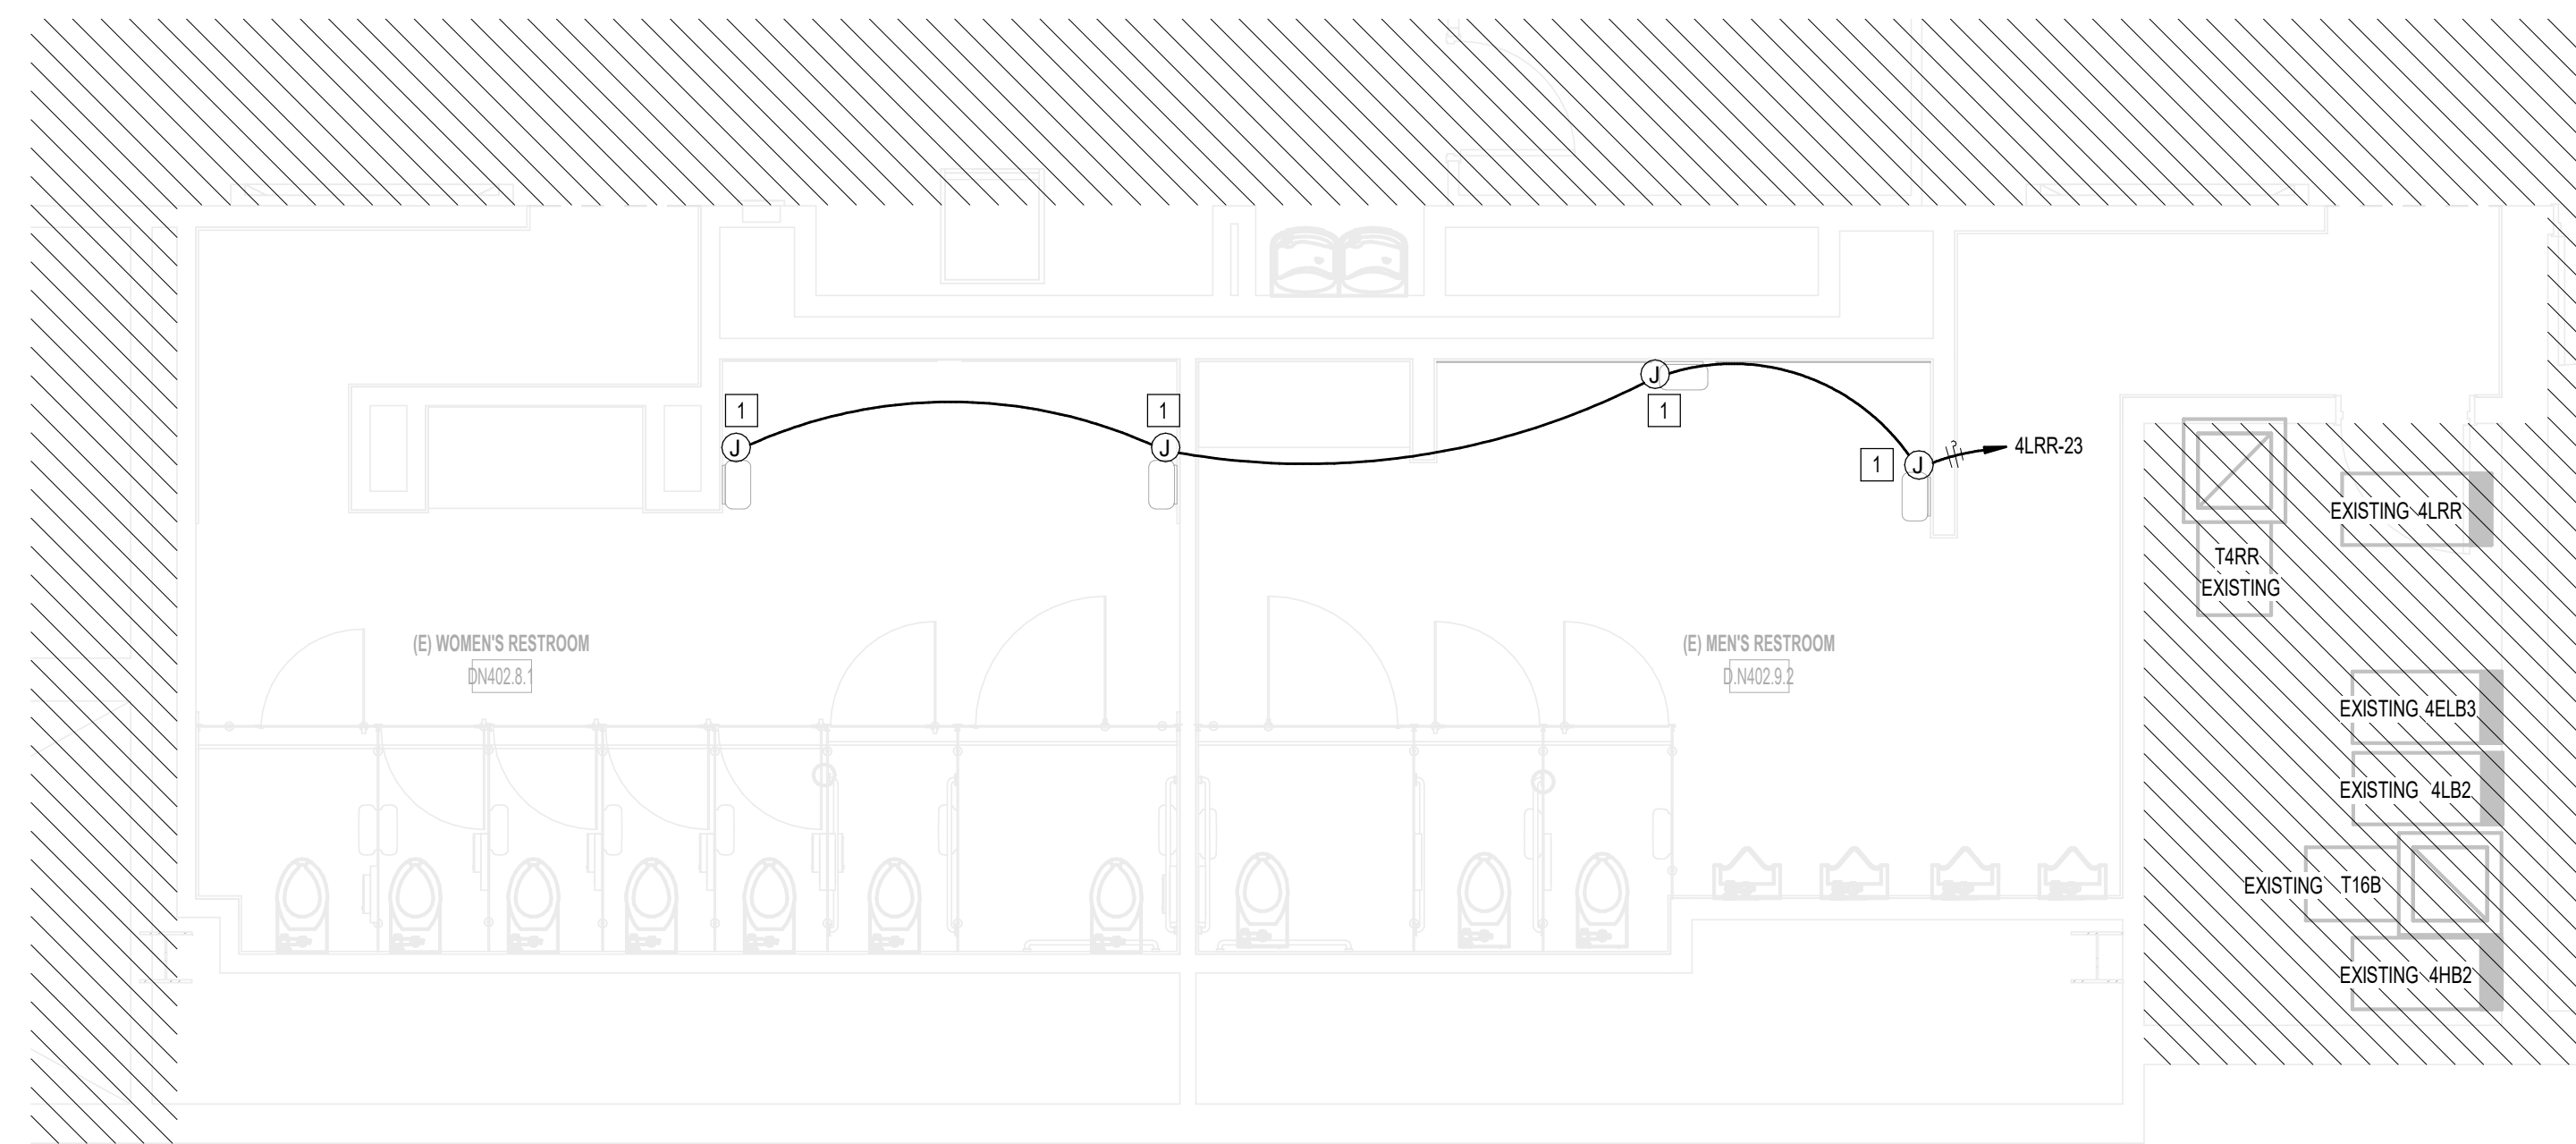 1
1
1
1
J
J
J
J
4LRR-23
EXISTING 4LRR
T4RR
EXISTING
(E) WOMEN'S RESTROOM
DN402.8.1
(E) MEN'S RESTROOM
D.N402.9.2
EXISTING 4ELB3
EXISTING 4LB2
EXISTING T16B
EXISTING 4HB2